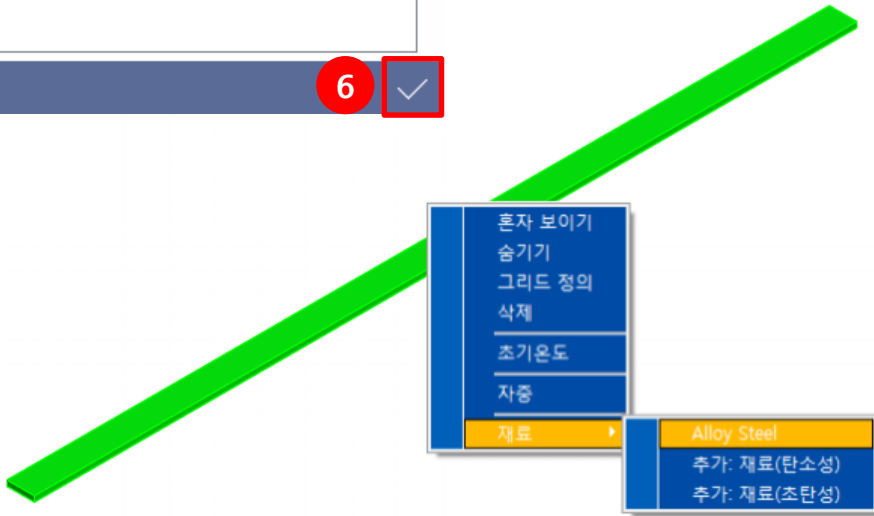 6
혼자 보이기
숨기기
그리드 정의
삭제
초기온도
자중
재료
Alloy Steel
추가: 재료(탄소성)
추가: 재료(초탄성)